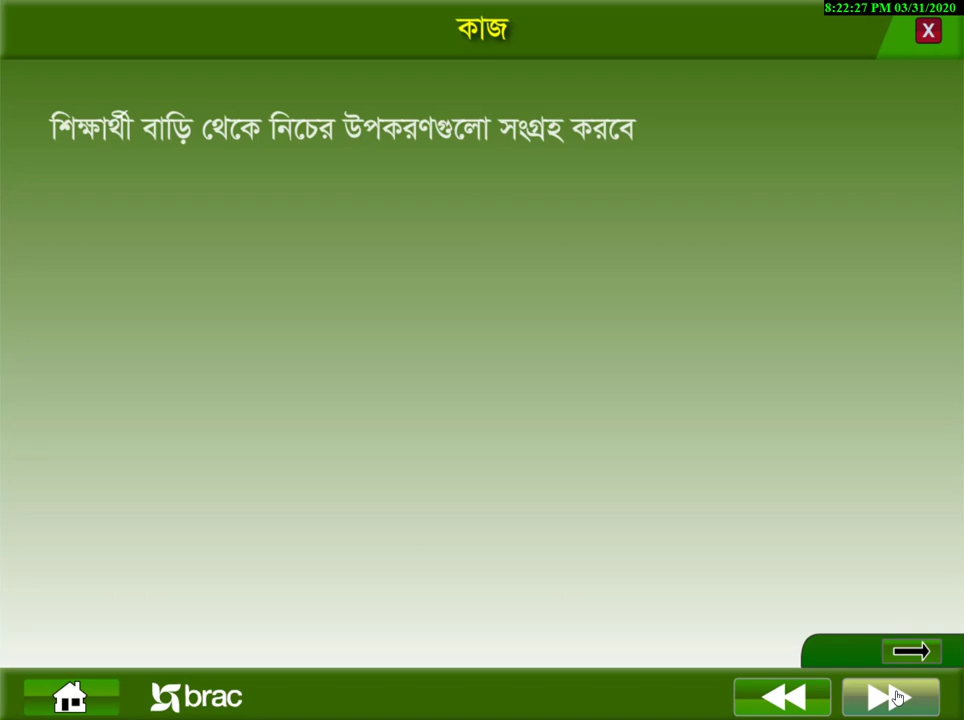 8:22:27 PM 03/31/2020
কাজ
X
শিক্ষার্থী বাড়ি থেকে নিচের উপকরণগুলো সংগ্রহ করবে
brac